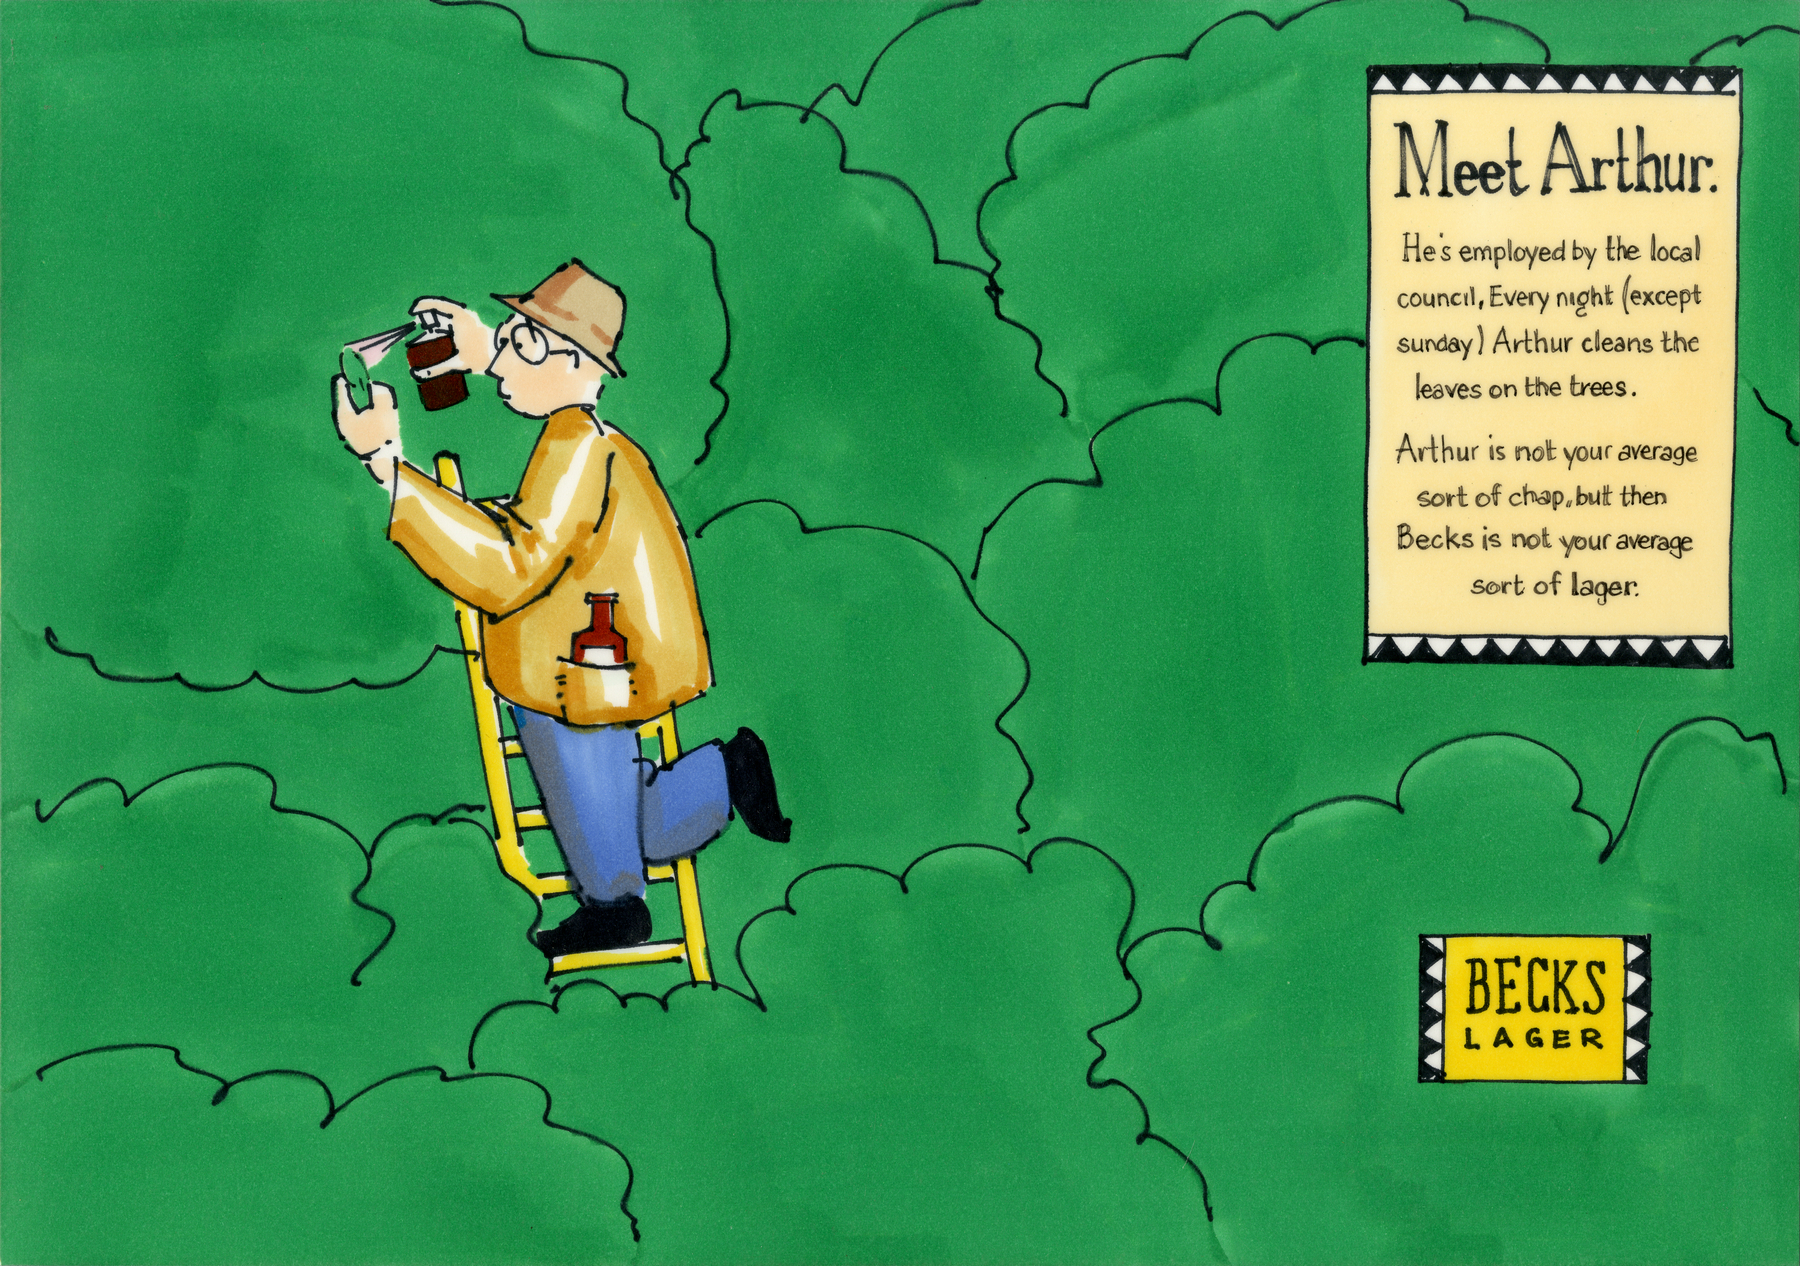 Meet Arthur.
He's employed by the local
council, Every night (except
sunday) Arthur cleans the
leaves on the trees.
Arthur is not your average
sort of chap, but then
Becks is not your average
sort of lager.
BECKS
LAGER